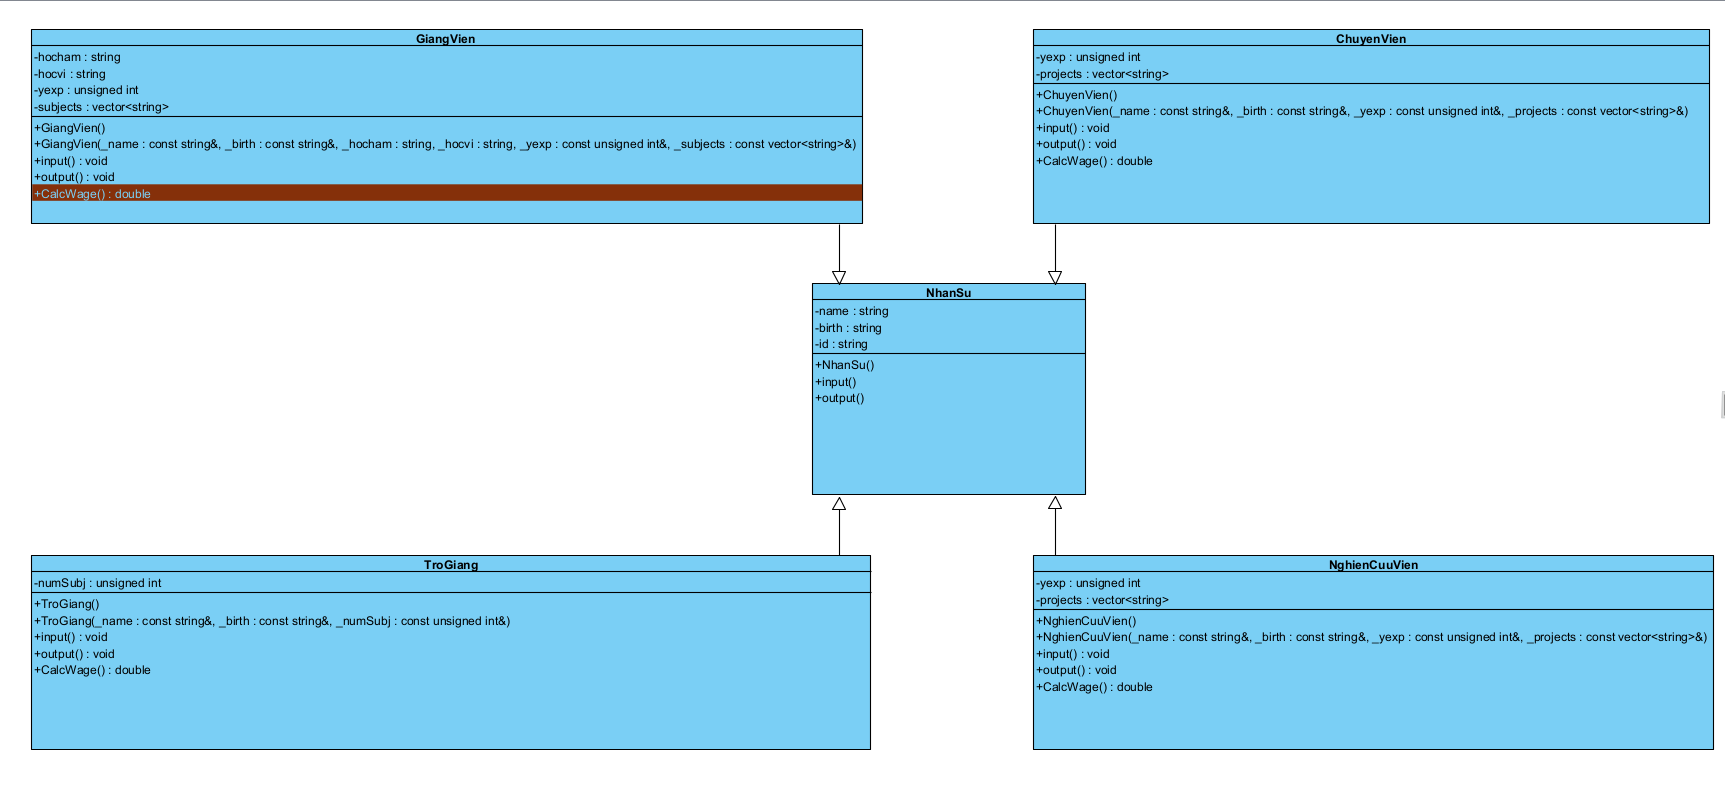 GiangVien
-hocham : string
-hocvi : string
-yexp : unsigned int
-subjects : vector<string>
+GiangVien()
+GiangVien(_name : const string&, _birth : const string&, _hocham : string, _hocvi : string, _yexp : const unsigned int&, _subjects : const vector<string>&)
+input() : void
+output() : void
+CalcWage() : double
ChuyenVien
-yexp : unsigned int
-projects : vector<string>
+ChuyenVien()
+ChuyenVien(_name : const string&, _birth : const string&, _yexp : const unsigned int&, _projects : const vector<string>&)
+input() : void
+output() : void
+CalcWage() : double
NhanSu
-name : string
-birth : string
-id : string
+NhanSu()
+input()
+output()
TroGiang
-numSubj : unsigned int
+TroGiang()
+TroGiang(_name : const string&, _birth : const string&, _numSubj : const unsigned int&)
+input() : void
+output() : void
+CalcWage() : double
NghienCuuVien
-yexp : unsigned int
-projects : vector<string>
+NghienCuuVien()
+NghienCuuVien(_name : const string&, _birth : const string&, _yexp : const unsigned int&, _projects : const vector<string>&)
+input() : void
+output() : void
+CalcWage() : double